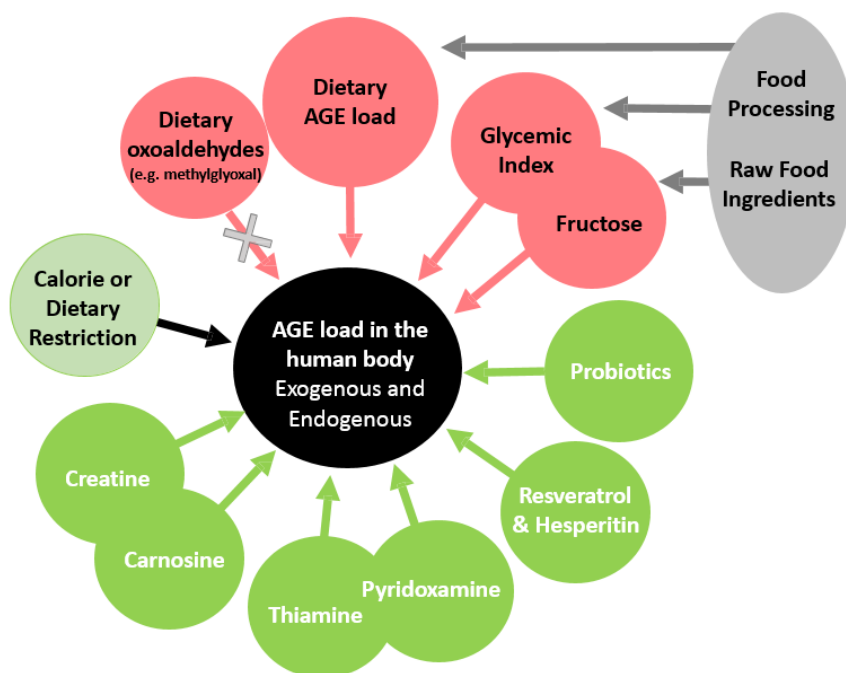 Dietary
AGE load
Food
Processing
Raw Food
Ingredients
Dietary
oxoaldehydes
(e.g. methylglyoxal)
Glycemic
Index
Fructose
Calorie or
Dietary
Restriction
AGE load in the
human body
Exogenous and
Endogenous
Probiotics
Creatine
Carnosine
Resveratrol
& Hesperitin
Thiamine
Pyridoxamine